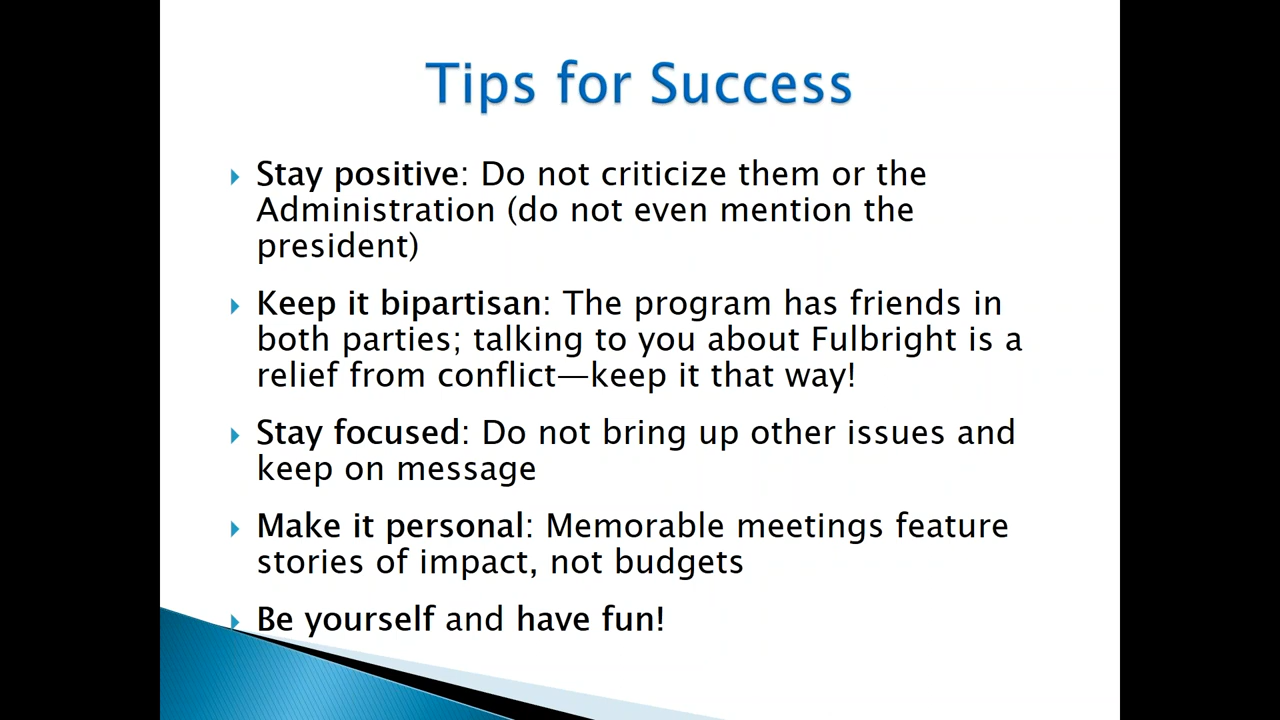 Tips for Success
Stay positive: Do not criticize them or the
Administration (do not even mention the
president)
Keep it bipartisan: The program has friends in
both parties; talking to you about Fulbright is a
relief from conflict—keep it that way!
Stay focused: Do not bring up other issues and
keep on message
Make it personal: Memorable meetings feature
stories of impact, not budgets
Be yourself and have fun!